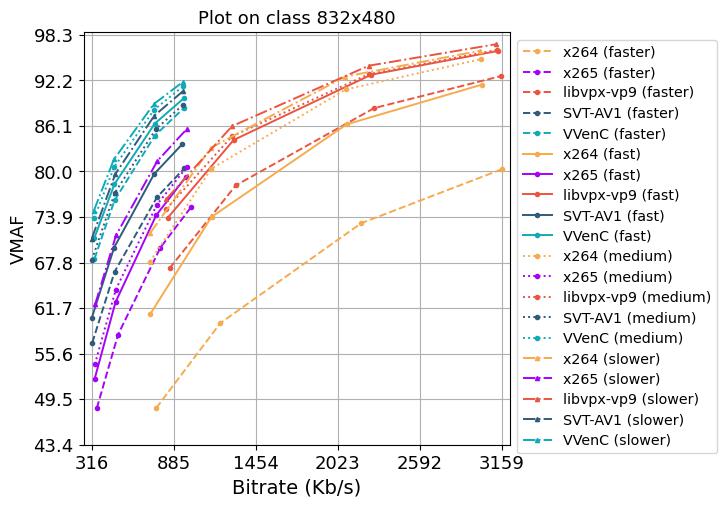 Plot on class 832x480
VMAF
98.3
92.2
86.1
80.0
73.9
67.8
61.7
55.6
49.5
43.4
316 885 1454 2023 2592 3159
Bitrate (Kb/s)
x264 (faster)
x265 (faster)
libvpx-vp9 (faster)
SVT-AV1 (faster)
VVenC (faster)
x264 (fast)
x265 (fast)
libvpx-vp9 (fast)
SVT-AV1 (fast)
VVenC (fast)
x264 (medium)
x265 (medium)
libvpx-vp9 (medium)
SVT-AV1 (medium)
VVenC (medium)
x264 (slower)
x265 (slower)
libvpx-vp9 (slower)
SVT-AV1 (slower)
VVenC (slower)